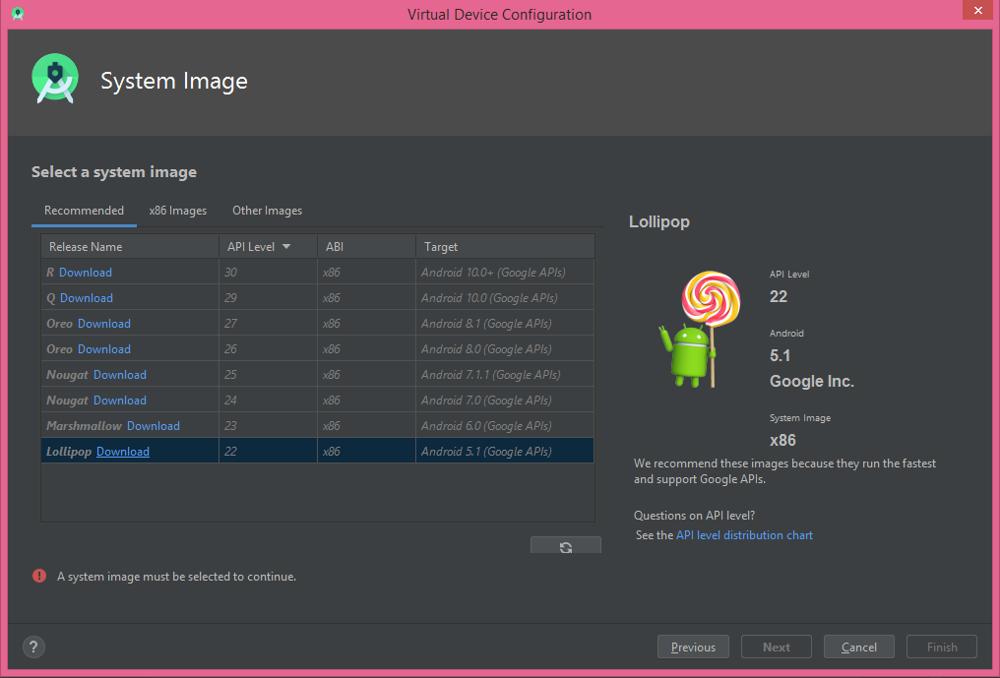 Virtual Device Configuration
System Image
Select a system image
Recommended x86 Images Other Images
Release Name API Level ABI Target
R Download 30 x86 Android 10.0+ (Google APIs)
Q Download 29 x86 Android 10.0 (Google APIs)
Oreo Download 27 x86 Android 8.1 (Google APIs)
Oreo Download 26 x86 Android 8.0 (Google APIs)
Nougat Download 25 x86 Android 7.1.1 (Google APIs)
Nougat Download 24 x86 Android 7.0 (Google APIs)
Marshmallow Download 23 x86 Android 6.0 (Google APIs)
Lollipop Download 22 x86 Android 5.1 (Google APIs)
Lollipop
API Level
22
Android
5.1
Google Inc.
System Image
x86
We recommend these images because they run the fastest
and support Google APIs.
Questions on API level?
See the API level distribution chart
! A system image must be selected to continue.
? Previous Next Cancel Finish